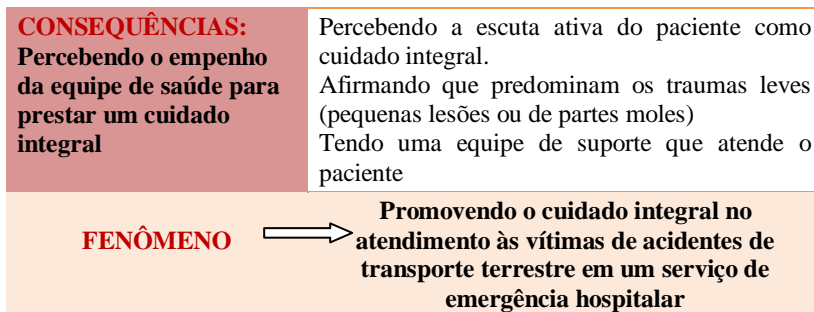 CONSEQUÊNCIAS:
Percebendo o empenho
da equipe de saúde para
prestar um cuidado
integral
Percebendo a escuta ativa do paciente como
cuidado integral.
Afirmando que predominam os traumas leves
(pequenas lesões ou de partes moles)
Tendo uma equipe de suporte que atende o
paciente
FENÔMENO
Promovendo o cuidado integral no
atendimento às vítimas de acidentes de
transporte terrestre em um serviço de
emergência hospitalar